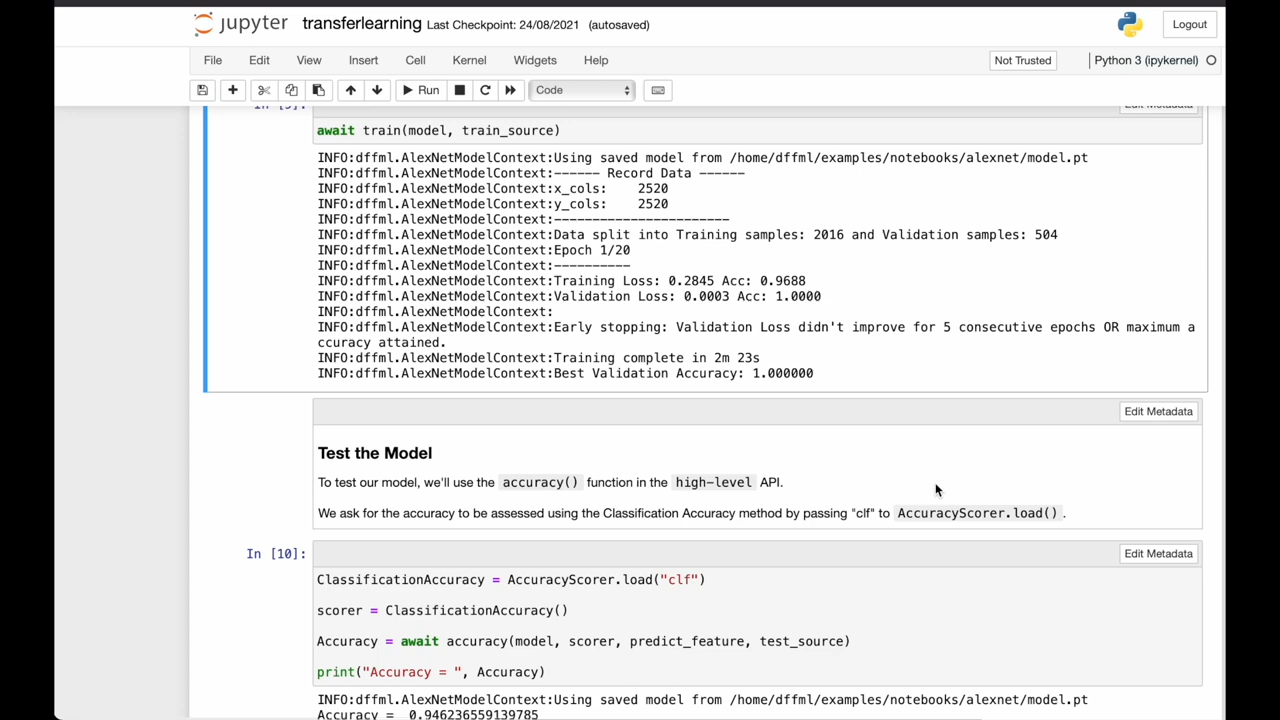 jupyter transferlearning Last Checkpoint: 24/08/2021 (autosaved) Logout
File Edit View Insert Cell Kernel Widgets Help Not Trusted Python 3 (ipykernel)
Run Code
Edit Metadata
await train(model, train_source)
INFO:dffml.AlexNetModelContext:Using saved model from /home/dffml/examples/notebooks/alexnet/model.pt
INFO:dffml.AlexNetModelContext:------ Record Data ------
INFO:dffml.AlexNetModelContext:x_cols:    2520
INFO:dffml.AlexNetModelContext:y_cols:    2520
INFO:dffml.AlexNetModelContext:-----------------------
INFO:dffml.AlexNetModelContext:Data split into Training samples: 2016 and Validation samples: 504
INFO:dffml.AlexNetModelContext:Epoch 1/20
INFO:dffml.AlexNetModelContext:----------
INFO:dffml.AlexNetModelContext:Training Loss: 0.2845 Acc: 0.9688
INFO:dffml.AlexNetModelContext:Validation Loss: 0.0003 Acc: 1.0000
INFO:dffml.AlexNetModelContext:
INFO:dffml.AlexNetModelContext:Early stopping: Validation Loss didn't improve for 5 consecutive epochs OR maximum a
ccuracy attained.
INFO:dffml.AlexNetModelContext:Training complete in 2m 23s
INFO:dffml.AlexNetModelContext:Best Validation Accuracy: 1.000000
Edit Metadata
Test the Model
To test our model, we'll use the accuracy() function in the high-level API.
We ask for the accuracy to be assessed using the Classification Accuracy method by passing "clf" to AccuracyScorer.load().
In [10]: Edit Metadata
ClassificationAccuracy = AccuracyScorer.load("clf")
scorer = ClassificationAccuracy()
Accuracy = await accuracy(model, scorer, predict_feature, test_source)
print("Accuracy = ", Accuracy)
INFO:dffml.AlexNetModelContext:Using saved model from /home/dffml/examples/notebooks/alexnet/model.pt
Accuracy =  0.946236559139785